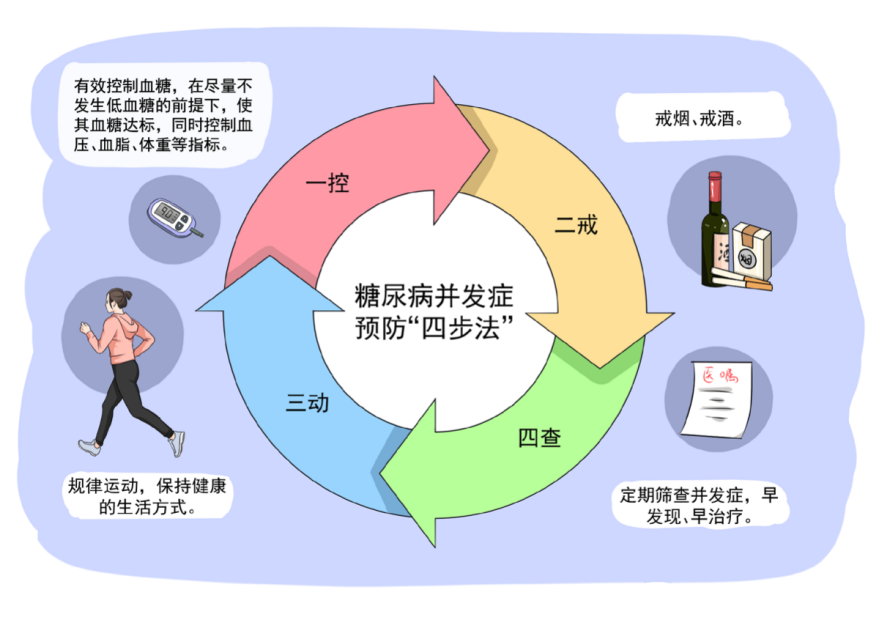 有效控制血糖，在尽量不
发生低血糖的前提下，使
其血糖达标，同时控制血
压、血脂、体重等指标。
一控
戒烟、戒酒。
二戒
酒
烟
糖尿病并发症
预防“四步法”
三动
规律运动，保持健康
的生活方式。
四查
医嘱
定期筛查并发症，早
发现、早治疗。